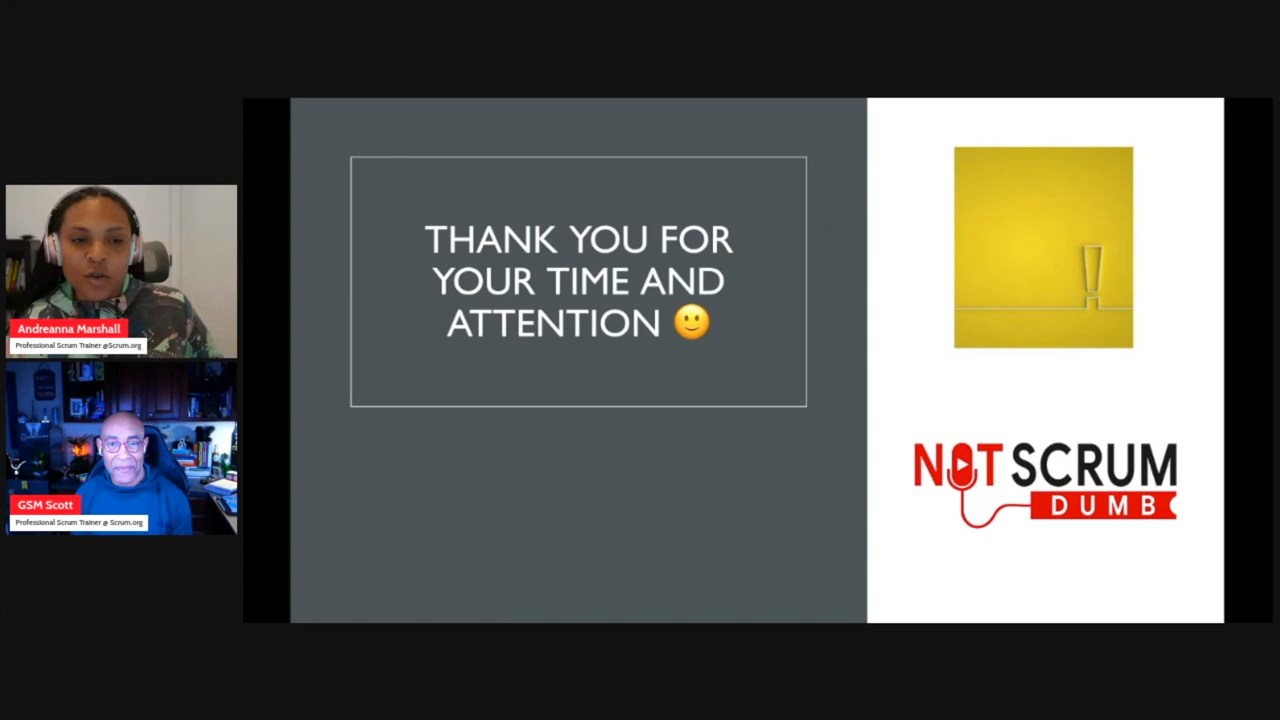 Andreanna Marshall
Professional Scrum Trainer @Scrum.org
GSM Scott
Professional Scrum Trainer @ Scrum.org
THANK YOU FOR
YOUR TIME AND
ATTENTION 🙂
!
NOT SCRUM
DUMB